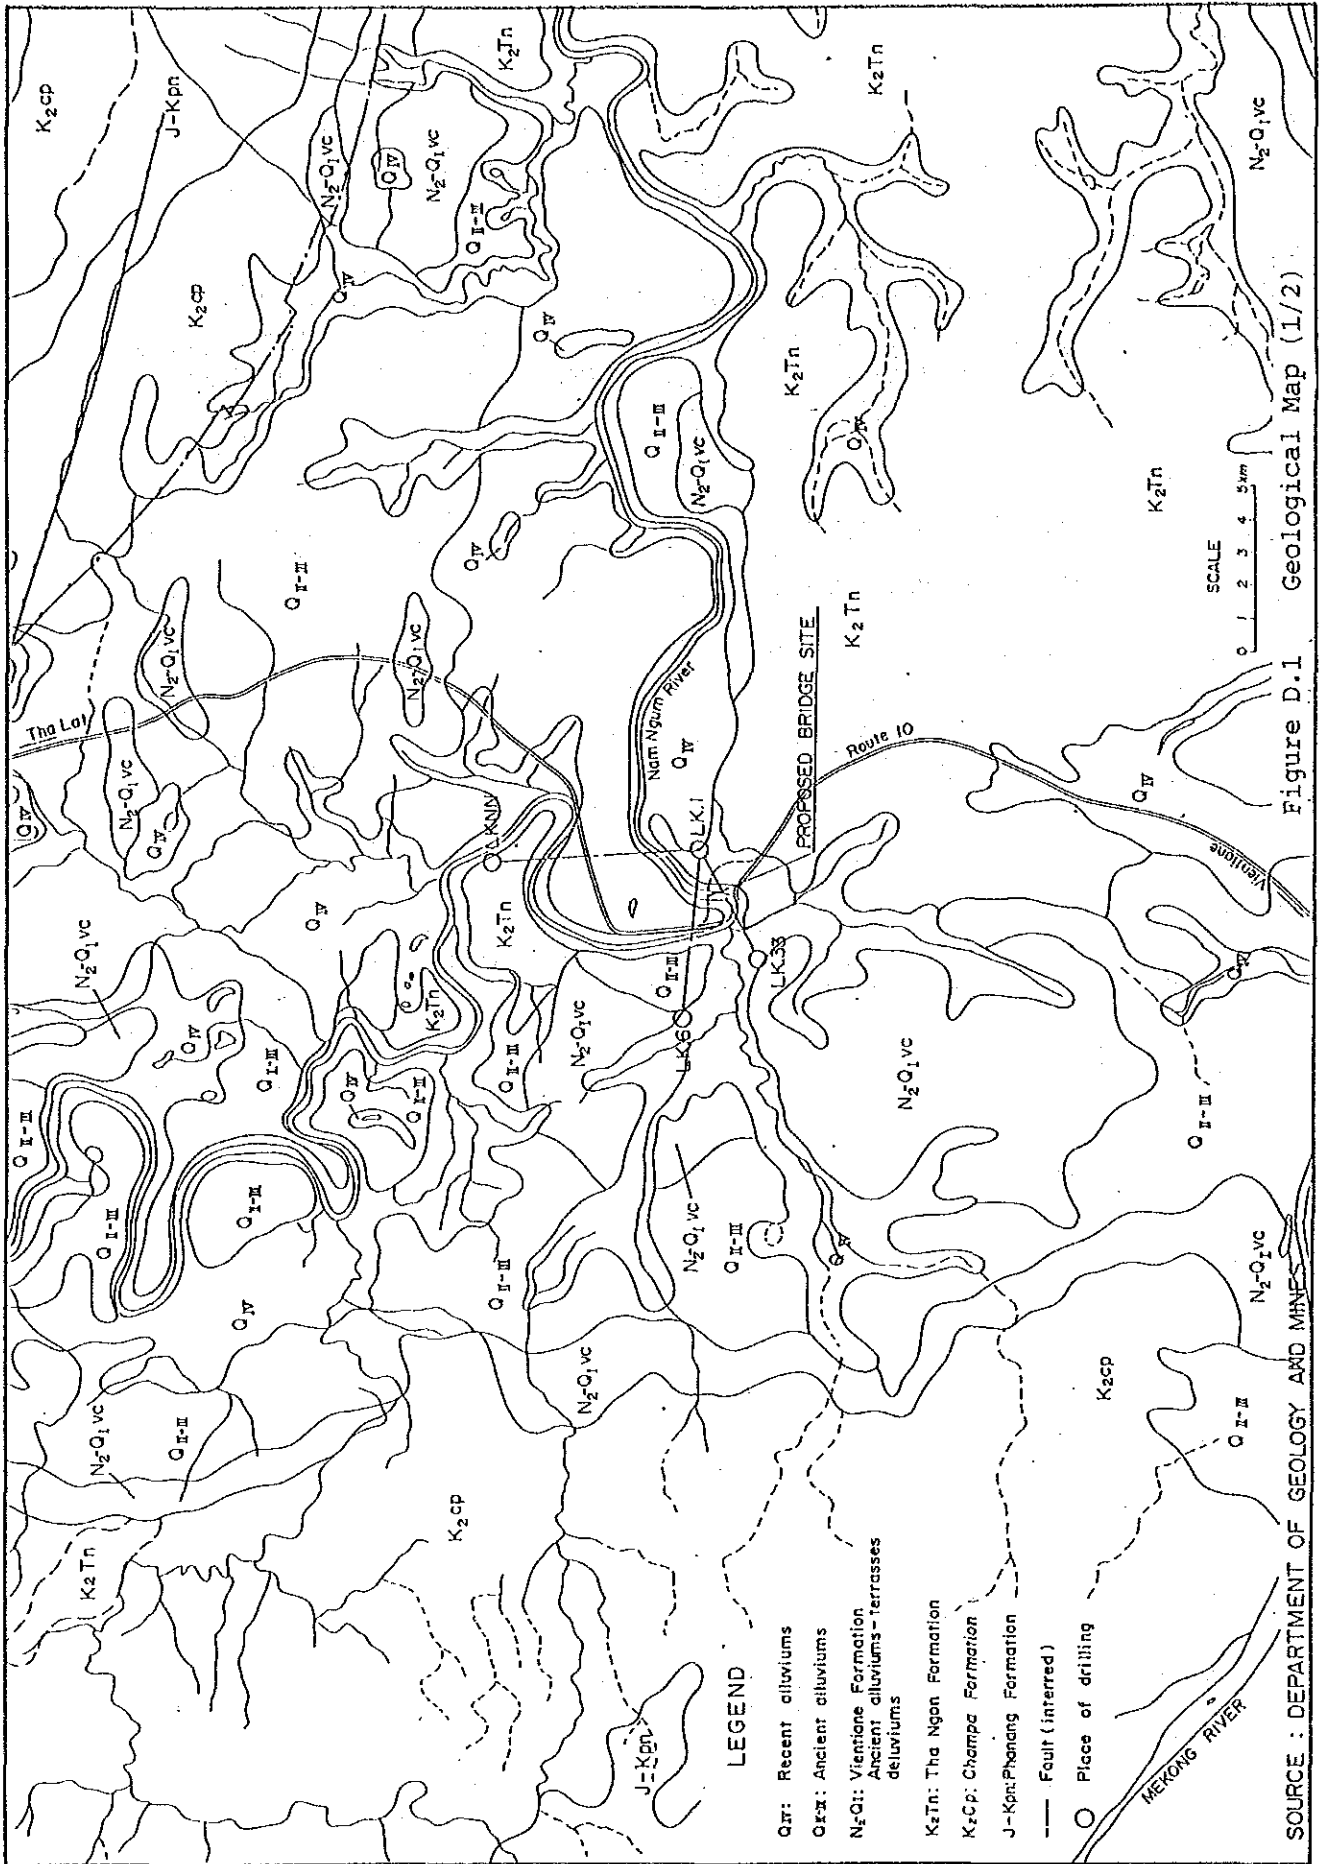 K₂cp
J-Kpn
K₂Tn
N₂-Q₁vc
QIV
N₂-Q₁vc
QII-III
K₂cp
QIV
K₂Tn
N₂-Q₁vc
QIV
QII-III
N₂-Q₁vc
K₂Tn
QIV
QIV
K₂Tn
QII-III
N₂-Q₁vc
N₂-Q₁vc
K₂Tn
Tha Lat
N₂-Q₁vc
QIV
QIV
Nam Ngum River
QIV
PROPOSED BRIDGE SITE
Route 10
QIV
Vientiane
LKNN
LK.1
LK.33
LK.6
N₂-Q₁vc
QIV
QIV
K₂Tn
K₂Tn
QII-III
N₂-Q₁vc
QII-III
QIV
N₂-Q₁vc
QII-III
QIV
QII-III
N₂-Q₁vc
QII-III
QIV
N₂-Q₁vc
QIV
QII-III
N₂-Q₁vc
N₂-Q₁vc
QII-III
K₂Tn
K₂cp
K₂cp
QII-III
J-Kpn
MEKONG RIVER
SCALE
0 1 2 3 4 5km
LEGEND
QIV: Recent alluviums
QII-III: Ancient alluviums
N₂-Q1: Vientiane Formation
Ancient alluviums-terrasses
deluviums
K₂Tn: Tha Ngon Formation
K₂Cp: Champa Formation
J-Kpn: Phanang Formation
Fault (interred)
Place of drilling
SOURCE : DEPARTMENT OF GEOLOGY AND MINES
Figure D.1 Geological Map (1/2)